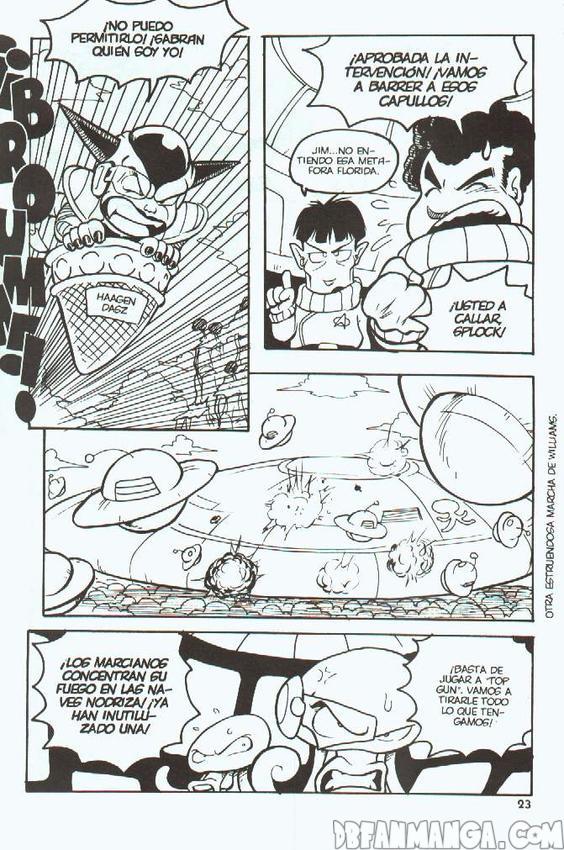 ¡NO PUEDO
PERMITIRLO! ¡SABRÁN
QUIÉN SOY YO!
¡BROUMM!!
HAAGEN
DASZ
¡APROBADA LA IN-
TERVENCIÓN! ¡VAMOS
A BARRER A ESOS
CAPULLOS!
JIM...NO EN-
TIENDO ESA METÁ-
FORA FLORIDA.
¡USTED A
CALLAR,
SPLOCK!
OTRA ESTRUENDOSA MARCHA DE WILLIAMS.
¡LOS MARCIANOS
CONCENTRAN SU
FUEGO EN LAS NA-
VES NODRIZA! ¡YA
HAN INUTILI-
ZADO UNA!
¡BASTA DE
JUGAR A "TOP
GUN". VAMOS A
TIRARLE TODO
LO QUE TEN-
GAMOS!
23
DBFANMANGA.COM